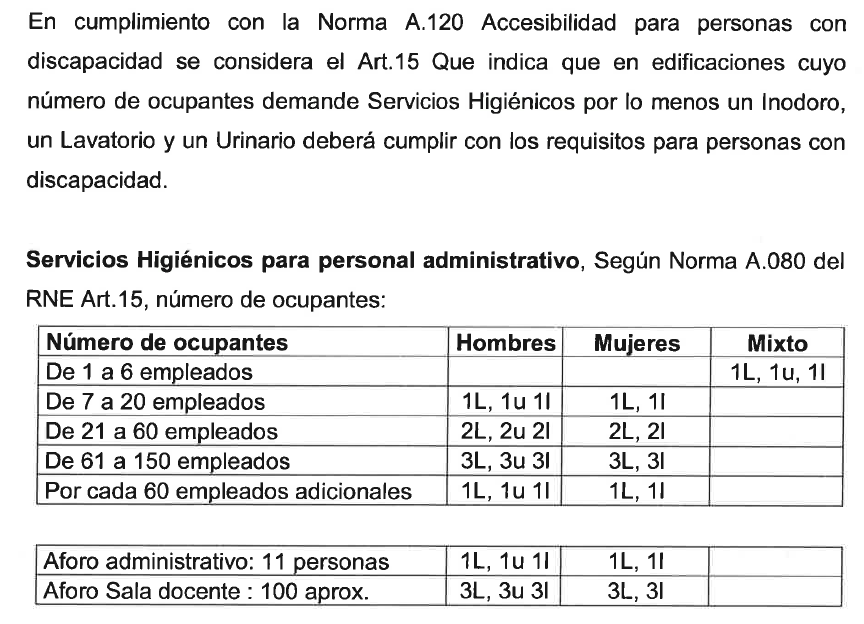 En cumplimiento con la Norma A.120 Accesibilidad para personas con
discapacidad se considera el Art.15 Que indica que en edificaciones cuyo
número de ocupantes demande Servicios Higiénicos por lo menos un Inodoro,
un Lavatorio y un Urinario deberá cumplir con los requisitos para personas con
discapacidad.
Servicios Higiénicos para personal administrativo, Según Norma A.080 del
RNE Art.15, número de ocupantes:
Número de ocupantes Hombres Mujeres Mixto
De 1 a 6 empleados 1L, 1u, 1I
De 7 a 20 empleados 1L, 1u 1I 1L, 1I
De 21 a 60 empleados 2L, 2u 2I 2L, 2I
De 61 a 150 empleados 3L, 3u 3I 3L, 3I
Por cada 60 empleados adicionales 1L, 1u 1I 1L, 1I
Aforo administrativo: 11 personas 1L, 1u 1I 1L, 1I
Aforo Sala docente : 100 aprox. 3L, 3u 3I 3L, 3I